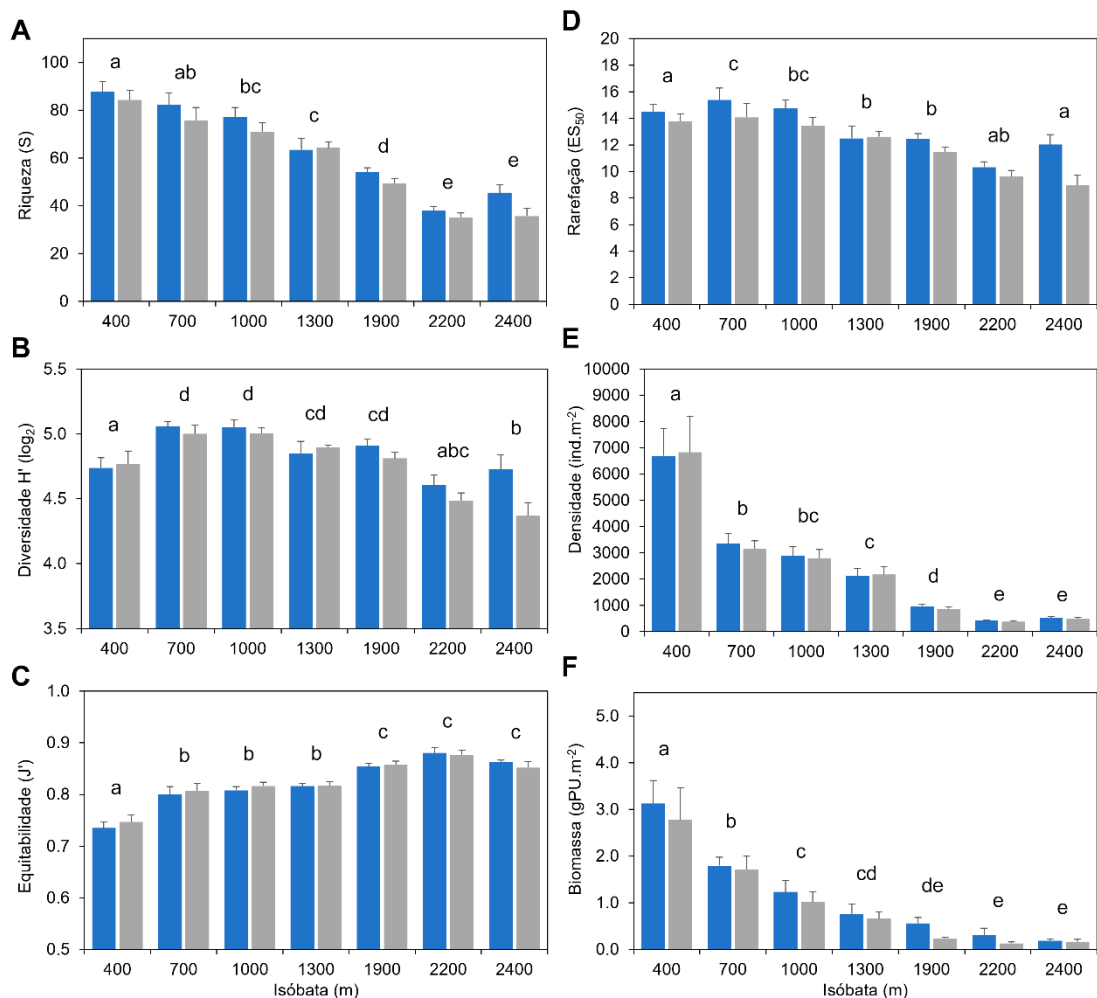 A
Riqueza (S)
100
80
60
40
20
0
a
ab
bc
c
d
e
e
400 700 1000 1300 1900 2200 2400
B
Diversidade H' (log2)
5.5
5.0
4.5
4.0
3.5
a
d
d
cd
cd
abc
b
400 700 1000 1300 1900 2200 2400
C
Equitabilidade (J')
1.0
0.9
0.8
0.7
0.6
0.5
a
b
b
b
c
c
c
400 700 1000 1300 1900 2200 2400
Isóbata (m)
D
Rarefação (ES50)
20
18
16
14
12
10
8
6
4
2
0
a
c
bc
b
b
ab
a
400 700 1000 1300 1900 2200 2400
E
Densidade (ind.m-2)
10000
9000
8000
7000
6000
5000
4000
3000
2000
1000
0
a
b
bc
c
d
e
e
400 700 1000 1300 1900 2200 2400
F
Biomassa (gPU.m-2)
5.0
4.0
3.0
2.0
1.0
0.0
a
b
c
cd
de
e
e
400 700 1000 1300 1900 2200 2400
Isóbata (m)